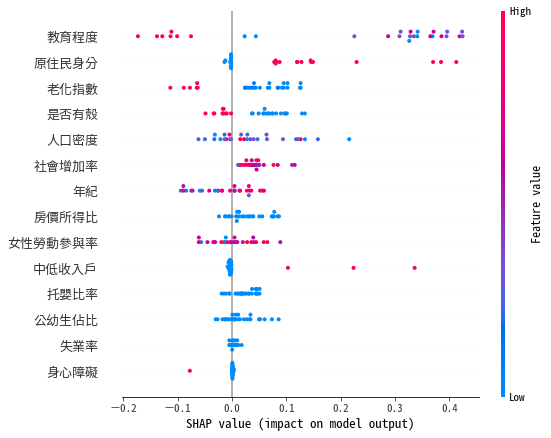 High
教育程度
原住民身分
老化指數
是否有殼
人口密度
社會增加率
年紀
房價所得比
女性勞動參與率
中低收入戶
托嬰比率
公幼生佔比
失業率
身心障礙
Feature value
Low
−0.2 −0.1 0.0 0.1 0.2 0.3 0.4
SHAP value (impact on model output)